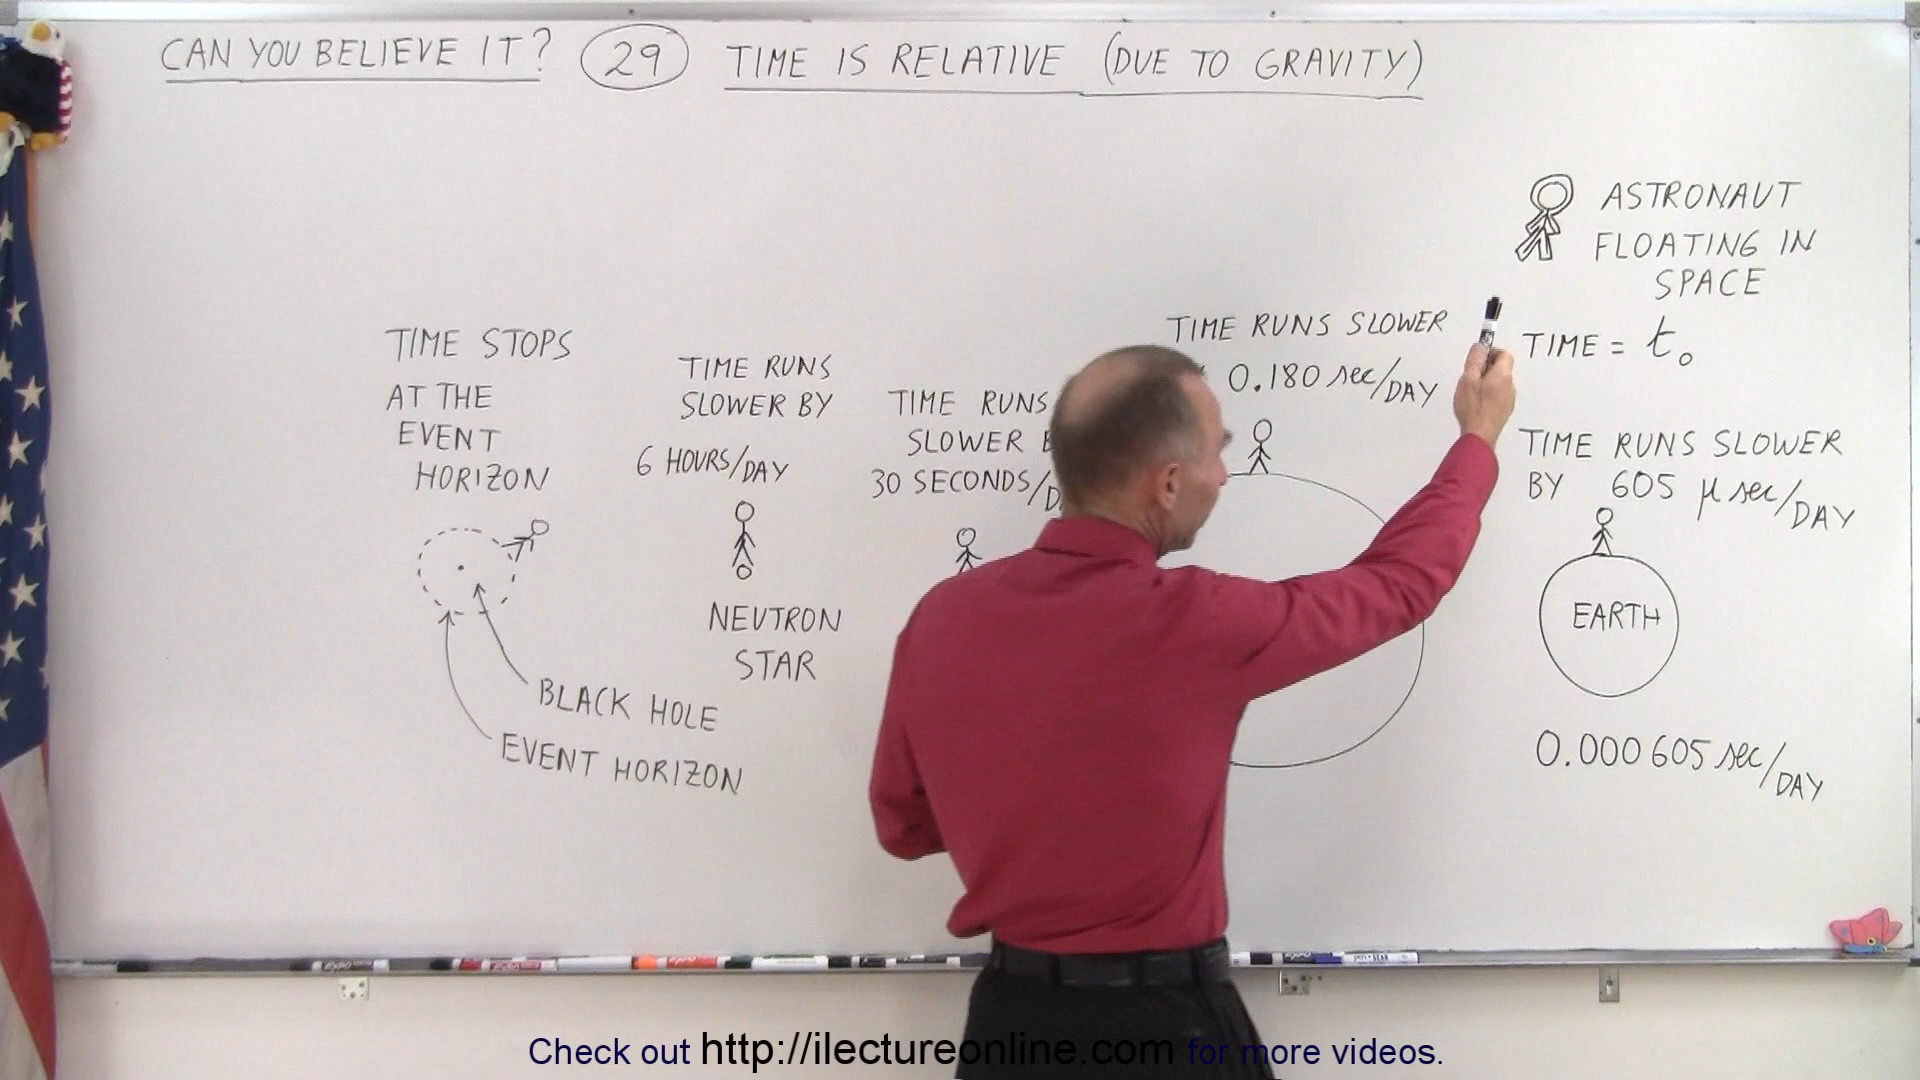 CAN YOU BELIEVE IT? 29 TIME IS RELATIVE (DUE TO GRAVITY)
ASTRONAUT
FLOATING IN
SPACE
TIME = t₀
TIME RUNS SLOWER
BY 605 μsec/DAY
EARTH
0.000605 sec/DAY
TIME RUNS SLOWER
0.180 sec/DAY
TIME RUNS
SLOWER
30 SECONDS/
TIME RUNS
SLOWER BY
6 HOURS/DAY
NEUTRON
STAR
TIME STOPS
AT THE
EVENT
HORIZON
BLACK HOLE
EVENT HORIZON
Check out http://ilectureonline.com for more videos.